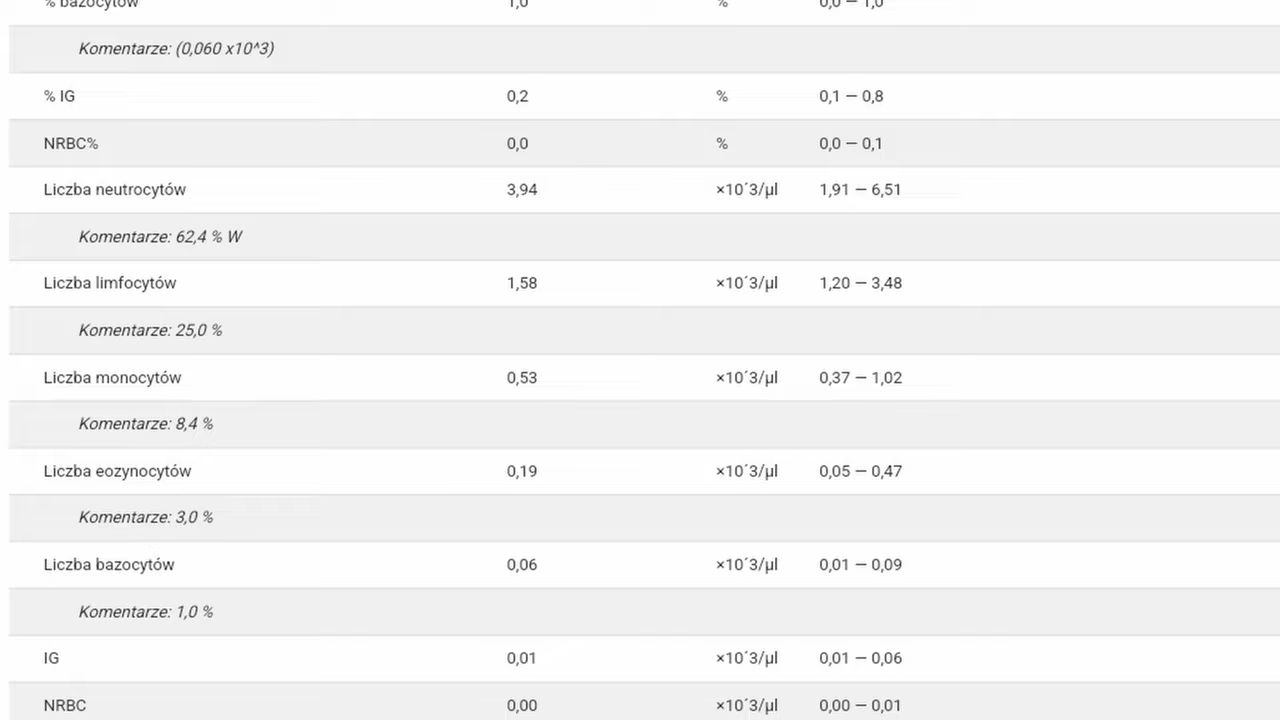 % bazocytów 1,0 % 0,0 — 1,0
Komentarze: (0,060 x10^3)
% IG 0,2 % 0,1 — 0,8
NRBC% 0,0 % 0,0 — 0,1
Liczba neutrocytów 3,94 ×10´3/µl 1,91 — 6,51
Komentarze: 62,4 % W
Liczba limfocytów 1,58 ×10´3/µl 1,20 — 3,48
Komentarze: 25,0 %
Liczba monocytów 0,53 ×10´3/µl 0,37 — 1,02
Komentarze: 8,4 %
Liczba eozynocytów 0,19 ×10´3/µl 0,05 — 0,47
Komentarze: 3,0 %
Liczba bazocytów 0,06 ×10´3/µl 0,01 — 0,09
Komentarze: 1,0 %
IG 0,01 ×10´3/µl 0,01 — 0,06
NRBC 0,00 ×10´3/µl 0,00 — 0,01